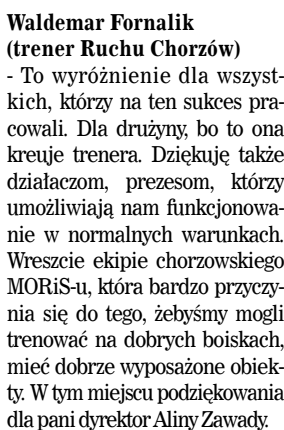 Waldemar Fornalik
(trener Ruchu Chorzów)
- To wyróżnienie dla wszyst-
kich, którzy na ten sukces pra-
cowali. Dla drużyny, bo to ona
kreuje trenera. Dziękuję także
działaczom, prezesom, którzy
umożliwiają nam funkcjonowa-
nie w normalnych warunkach.
Wreszcie ekipie chorzowskiego
MORiS-u, która bardzo przyczy-
nia się do tego, żebyśmy mogli
trenować na dobrych boiskach,
mieć dobrze wyposażone obiek-
ty. W tym miejscu podziękowania
dla pani dyrektor Aliny Zawady.